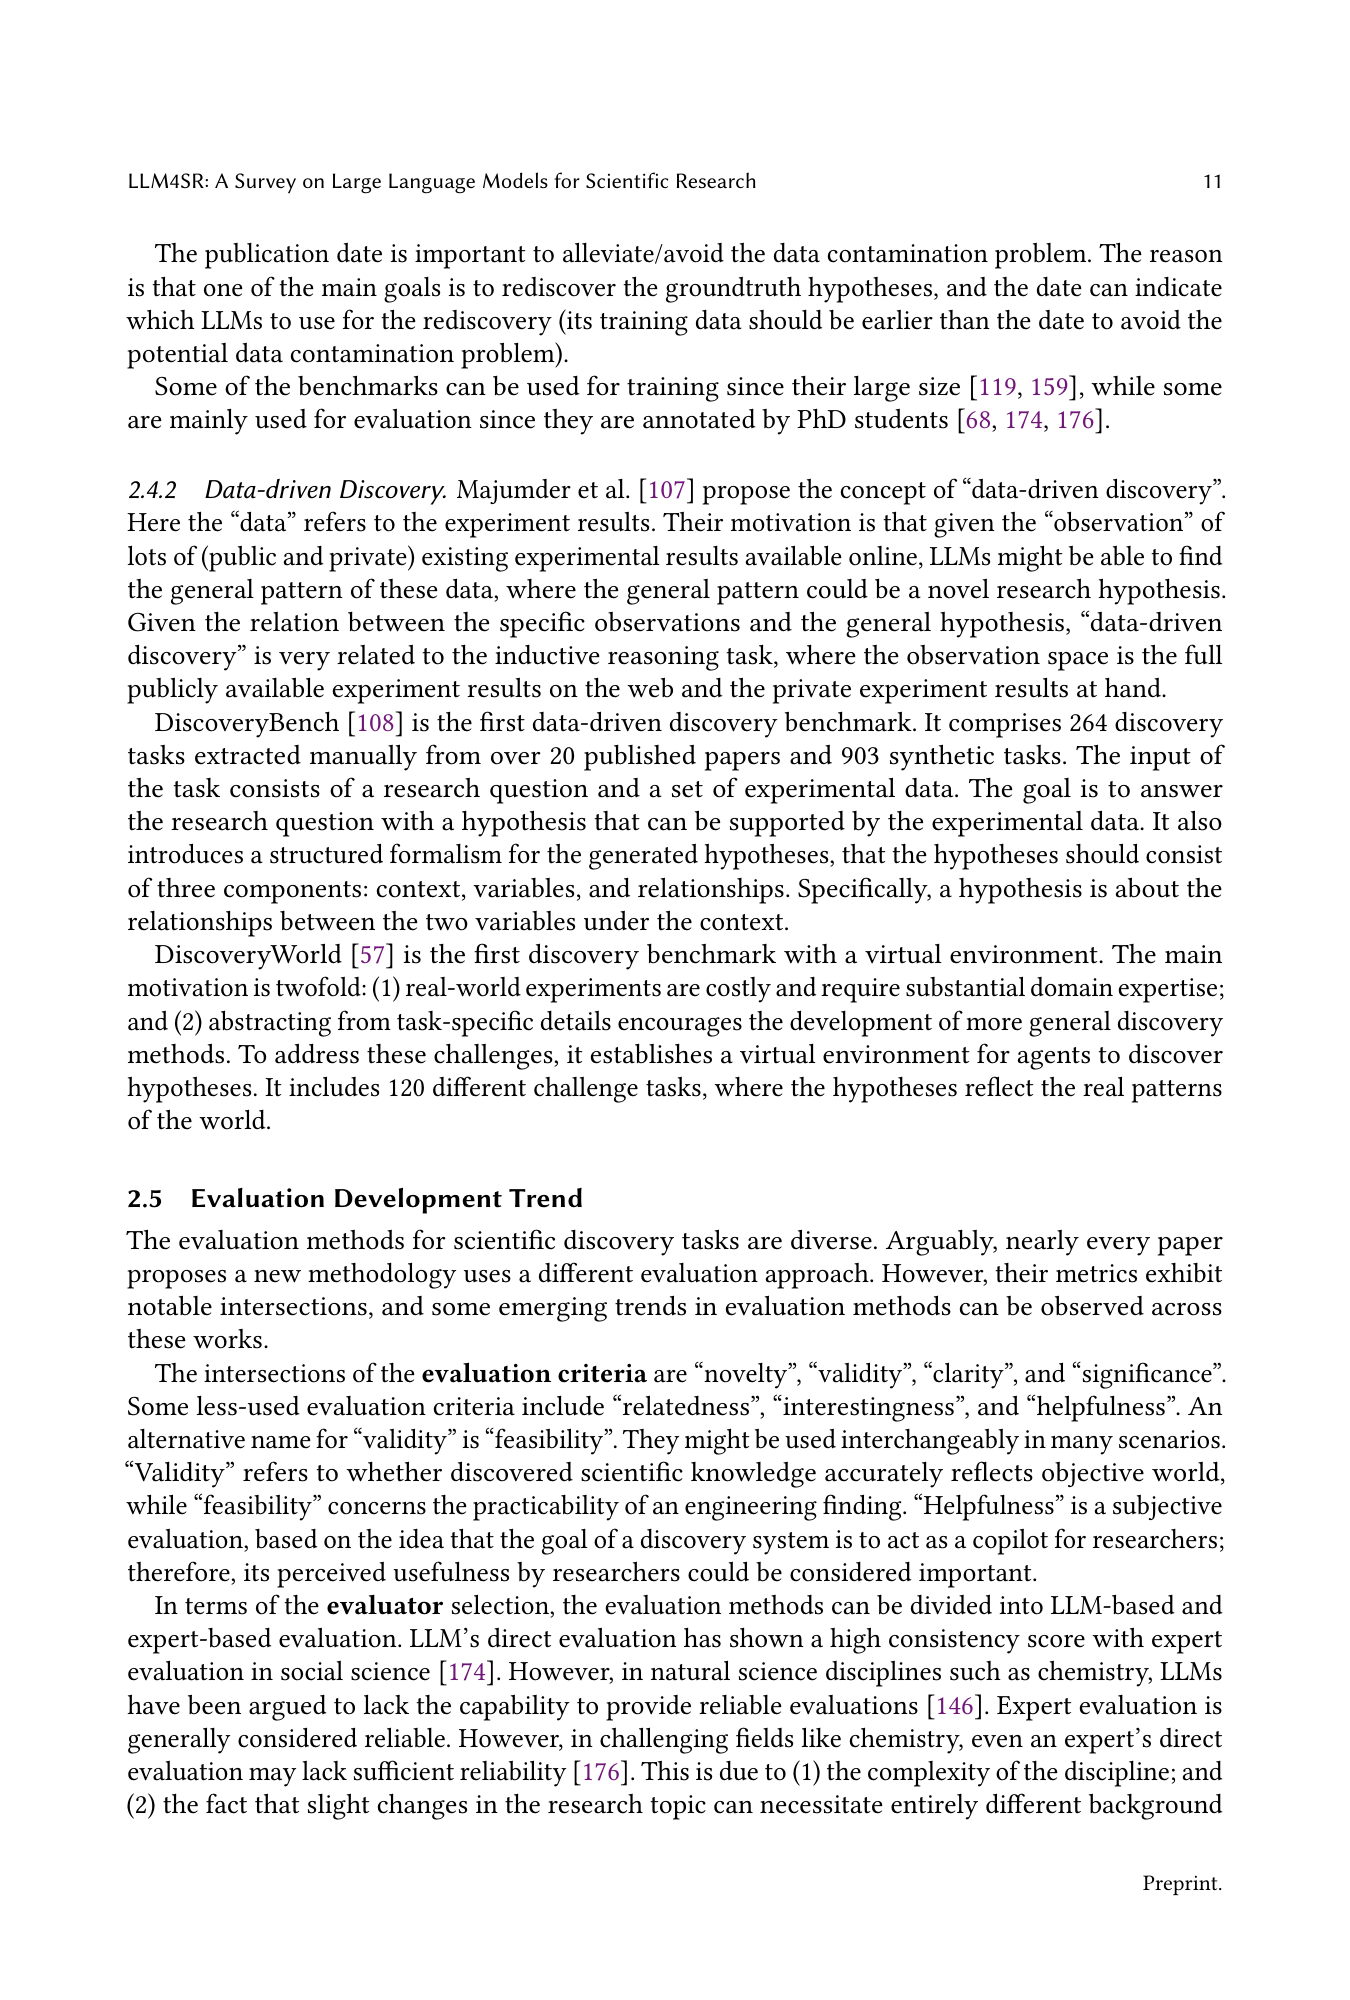 LLM4SR: A Survey on Large Language Models for Scientific Research 11
The publication date is important to alleviate/avoid the data contamination problem. The reason
is that one of the main goals is to rediscover the groundtruth hypotheses, and the date can indicate
which LLMs to use for the rediscovery (its training data should be earlier than the date to avoid the
potential data contamination problem).
Some of the benchmarks can be used for training since their large size [119, 159], while some
are mainly used for evaluation since they are annotated by PhD students [68, 174, 176].
2.4.2 Data-driven Discovery. Majumder et al. [107] propose the concept of “data-driven discovery”.
Here the “data” refers to the experiment results. Their motivation is that given the “observation” of
lots of (public and private) existing experimental results available online, LLMs might be able to find
the general pattern of these data, where the general pattern could be a novel research hypothesis.
Given the relation between the specific observations and the general hypothesis, “data-driven
discovery” is very related to the inductive reasoning task, where the observation space is the full
publicly available experiment results on the web and the private experiment results at hand.
DiscoveryBench [108] is the first data-driven discovery benchmark. It comprises 264 discovery
tasks extracted manually from over 20 published papers and 903 synthetic tasks. The input of
the task consists of a research question and a set of experimental data. The goal is to answer
the research question with a hypothesis that can be supported by the experimental data. It also
introduces a structured formalism for the generated hypotheses, that the hypotheses should consist
of three components: context, variables, and relationships. Specifically, a hypothesis is about the
relationships between the two variables under the context.
DiscoveryWorld [57] is the first discovery benchmark with a virtual environment. The main
motivation is twofold: (1) real-world experiments are costly and require substantial domain expertise;
and (2) abstracting from task-specific details encourages the development of more general discovery
methods. To address these challenges, it establishes a virtual environment for agents to discover
hypotheses. It includes 120 different challenge tasks, where the hypotheses reflect the real patterns
of the world.
2.5 Evaluation Development Trend
The evaluation methods for scientific discovery tasks are diverse. Arguably, nearly every paper
proposes a new methodology uses a different evaluation approach. However, their metrics exhibit
notable intersections, and some emerging trends in evaluation methods can be observed across
these works.
The intersections of the evaluation criteria are “novelty”, “validity”, “clarity”, and “significance”.
Some less-used evaluation criteria include “relatedness”, “interestingness”, and “helpfulness”. An
alternative name for “validity” is “feasibility”. They might be used interchangeably in many scenarios.
“Validity” refers to whether discovered scientific knowledge accurately reflects objective world,
while “feasibility” concerns the practicability of an engineering finding. “Helpfulness” is a subjective
evaluation, based on the idea that the goal of a discovery system is to act as a copilot for researchers;
therefore, its perceived usefulness by researchers could be considered important.
In terms of the evaluator selection, the evaluation methods can be divided into LLM-based and
expert-based evaluation. LLM’s direct evaluation has shown a high consistency score with expert
evaluation in social science [174]. However, in natural science disciplines such as chemistry, LLMs
have been argued to lack the capability to provide reliable evaluations [146]. Expert evaluation is
generally considered reliable. However, in challenging fields like chemistry, even an expert’s direct
evaluation may lack sufficient reliability [176]. This is due to (1) the complexity of the discipline; and
(2) the fact that slight changes in the research topic can necessitate entirely different background
Preprint.